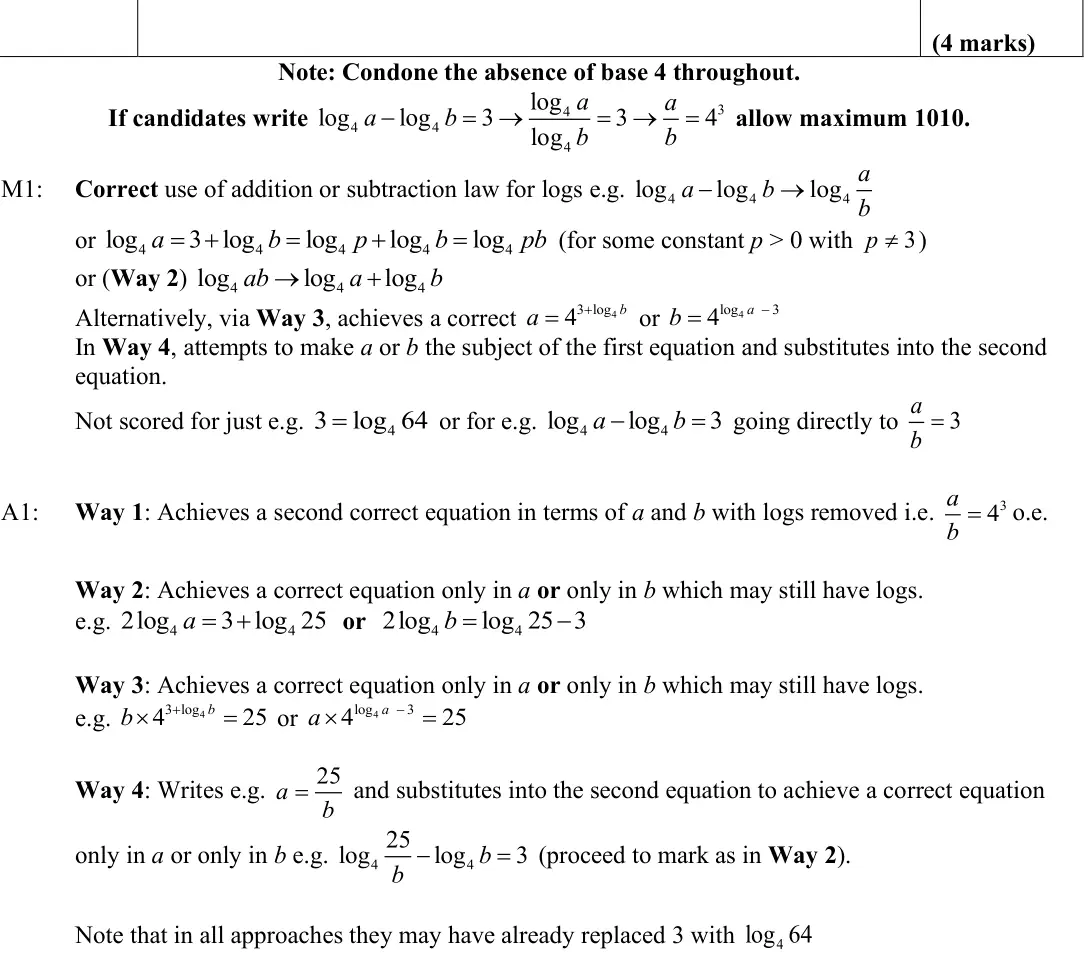 (4 marks)
Note: Condone the absence of base 4 throughout.
If candidates write log₄ a − log₄ b = 3 → (log₄ a)/(log₄ b) = 3 → a/b = 4³ allow maximum 1010.
M1: Correct use of addition or subtraction law for logs e.g. log₄ a − log₄ b → log₄ a/b
or log₄ a = 3 + log₄ b = log₄ p + log₄ b = log₄ pb (for some constant p > 0 with p ≠ 3)
or (Way 2) log₄ ab → log₄ a + log₄ b
Alternatively, via Way 3, achieves a correct a = 4^(3+log₄ b) or b = 4^(log₄ a − 3)
In Way 4, attempts to make a or b the subject of the first equation and substitutes into the second
equation.
Not scored for just e.g. 3 = log₄ 64 or for e.g. log₄ a − log₄ b = 3 going directly to a/b = 3
A1: Way 1: Achieves a second correct equation in terms of a and b with logs removed i.e. a/b = 4³ o.e.
Way 2: Achieves a correct equation only in a or only in b which may still have logs.
e.g. 2log₄ a = 3 + log₄ 25 or 2log₄ b = log₄ 25 − 3
Way 3: Achieves a correct equation only in a or only in b which may still have logs.
e.g. b × 4^(3+log₄ b) = 25 or a × 4^(log₄ a − 3) = 25
Way 4: Writes e.g. a = 25/b and substitutes into the second equation to achieve a correct equation
only in a or only in b e.g. log₄ 25/b − log₄ b = 3 (proceed to mark as in Way 2).
Note that in all approaches they may have already replaced 3 with log₄ 64